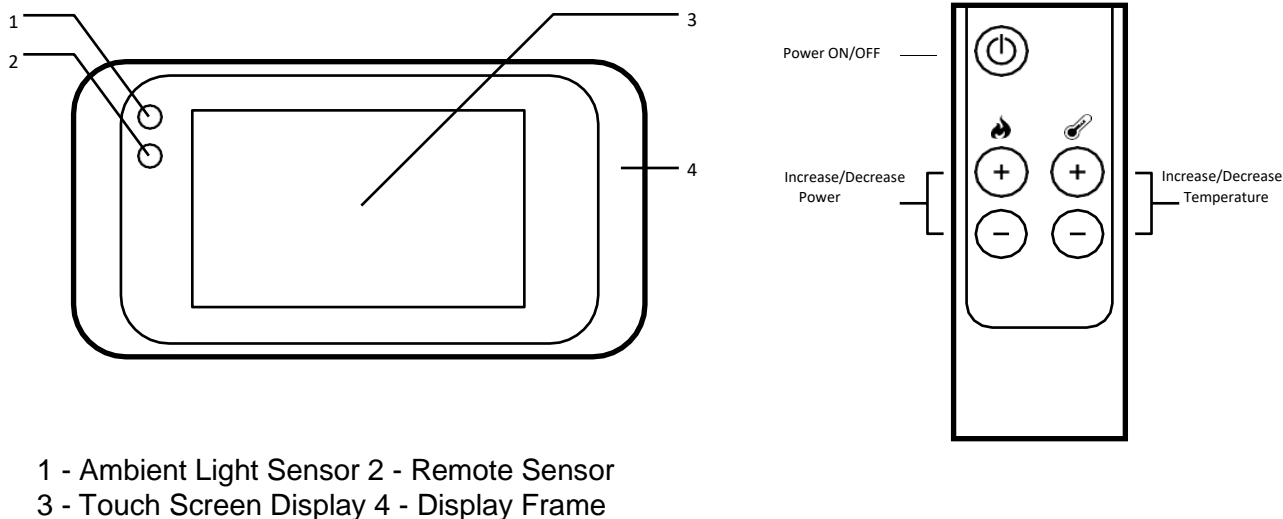 1
2
3
4
Power ON/OFF
Increase/Decrease
Power
Increase/Decrease
Temperature
1 - Ambient Light Sensor 2 - Remote Sensor
3 - Touch Screen Display 4 - Display Frame